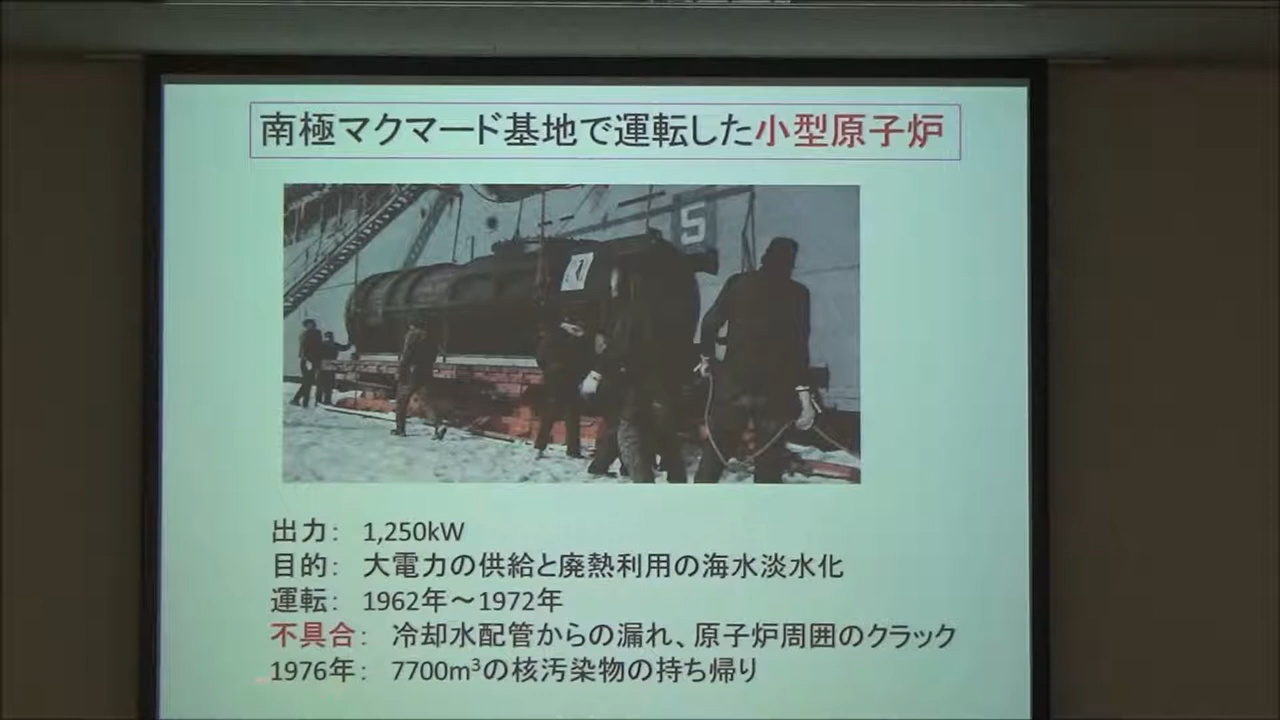 南極マクマード基地で運転した小型原子炉
5
出力： 1,250kW
目的： 大電力の供給と廃熱利用の海水淡水化
運転： 1962年～1972年
不具合： 冷却水配管からの漏れ、原子炉周囲のクラック
1976年： 7700m³の核汚染物の持ち帰り